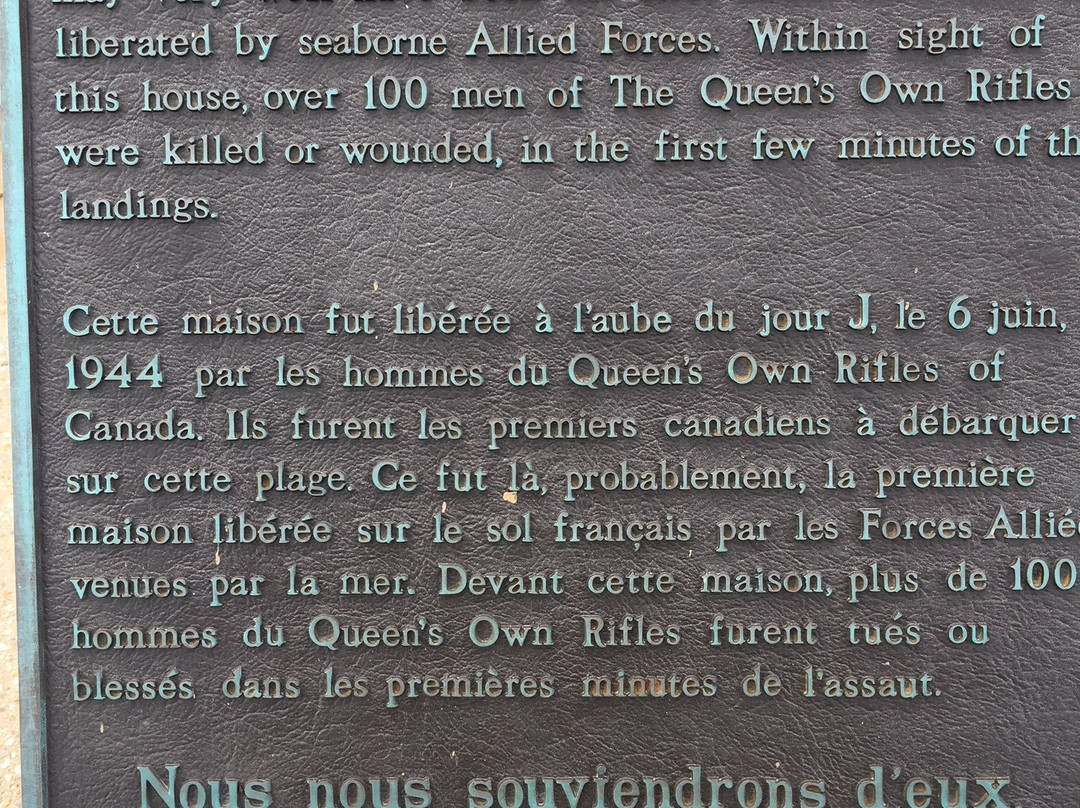 liberated by seaborne Allied Forces. Within sight of
this house, over 100 men of The Queen's Own Rifles
were killed or wounded, in the first few minutes of th
landings.
Cette maison fut libérée à l'aube du jour J, le 6 juin,
1944 par les hommes du Queen's Own Rifles of
Canada. Ils furent les premiers canadiens à débarquer
sur cette plage. Ce fut là, probablement, la première
maison libérée sur le sol français par les Forces Allié
venues par la mer. Devant cette maison, plus de 100
hommes du Queen's Own Rifles furent tués ou
blessés dans les premières minutes de l'assaut.
Nous nous souviendrons d'eux